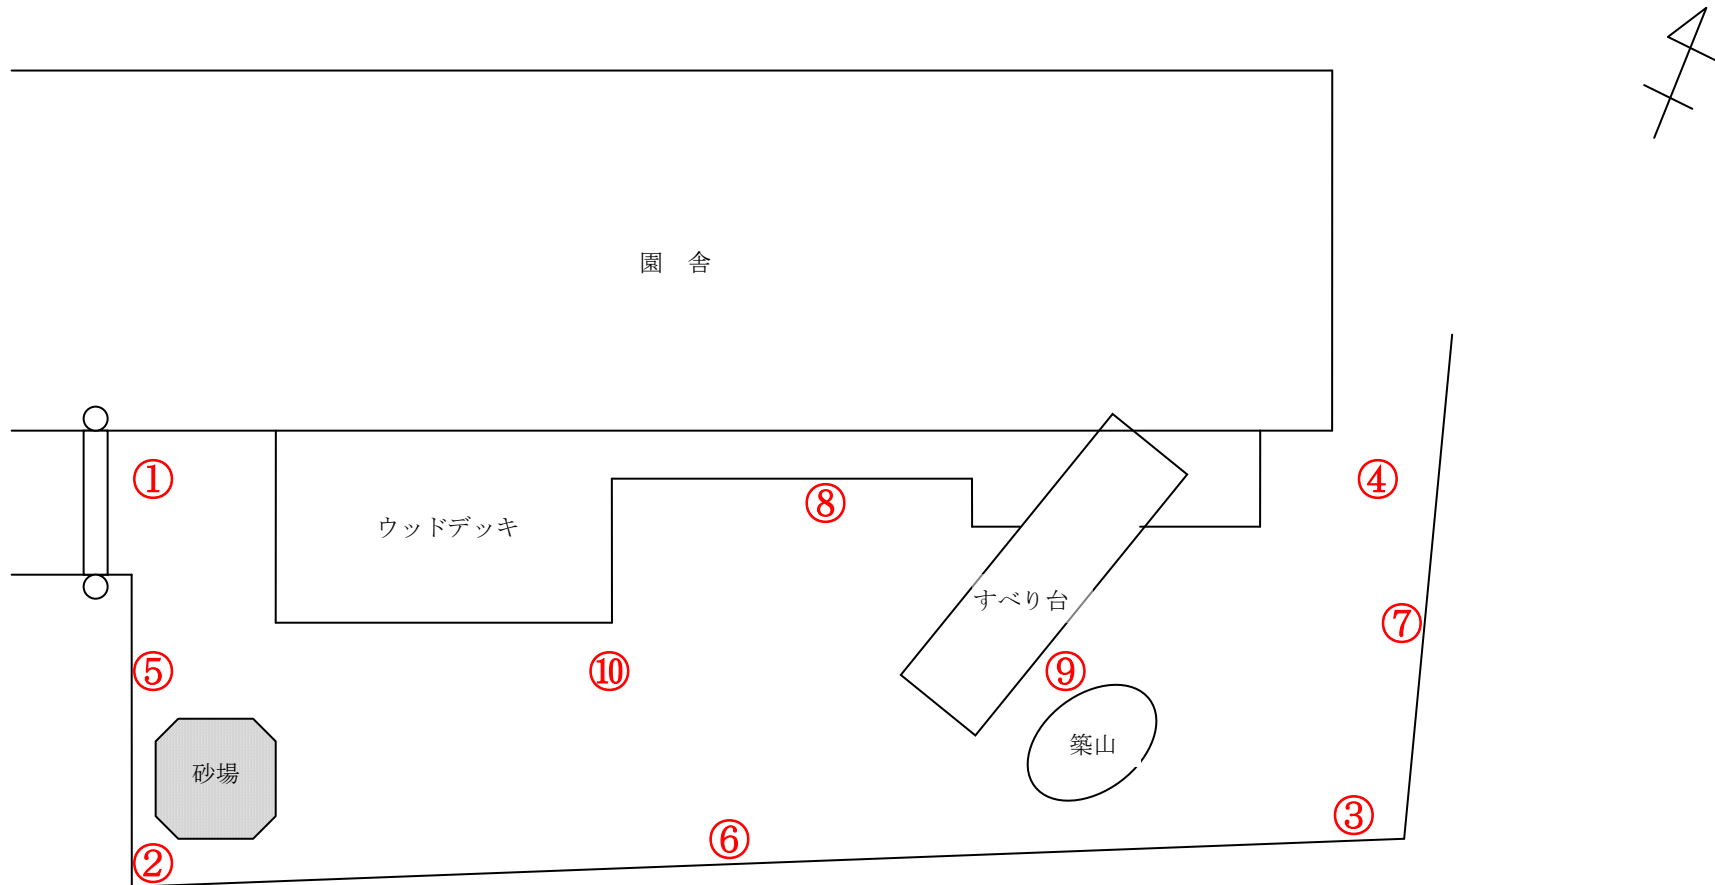 園　舎
①
④
⑧
ウッドデッキ
すべり台
⑦
⑤
⑩
⑨
築山
砂場
③
⑥
②